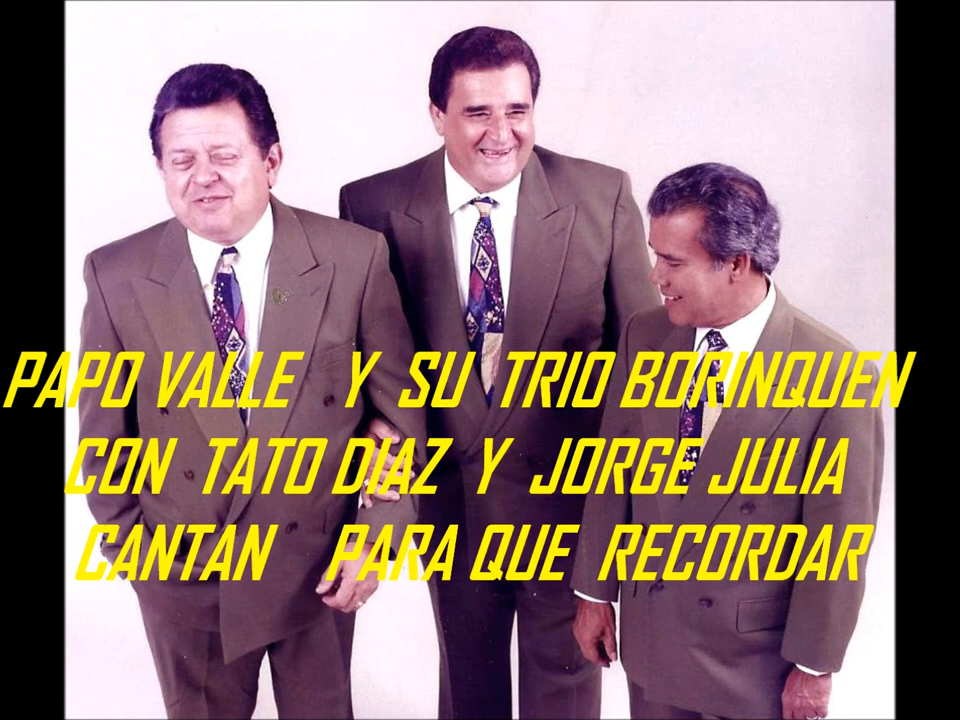 PAPO VALLE Y SU TRIO BORINQUEN
CON TATO DIAZ Y JORGE JULIA
CANTAN PARA QUE RECORDAR